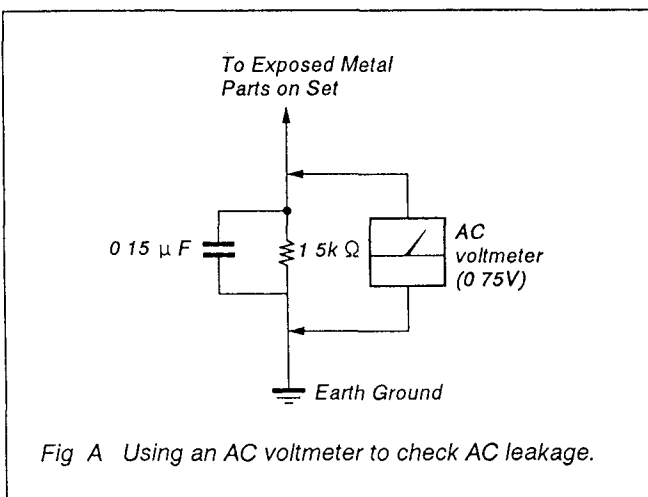 To Exposed Metal
Parts on Set
0 15 μ F
1 5k Ω
AC
voltmeter
(0 75V)
Earth Ground
Fig A Using an AC voltmeter to check AC leakage.